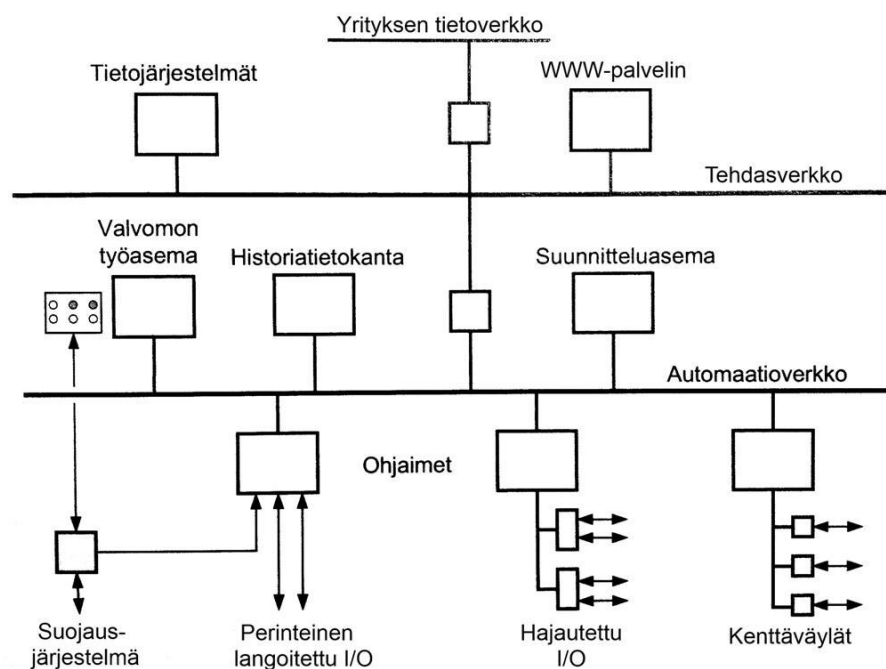 Yrityksen tietoverkko
Tietojärjestelmät
WWW-palvelin
Tehdasverkko
Valvomon
työasema
Historiatietokanta
Suunnitteluasema
Automaatioverkko
Ohjaimet
Suojaus-
järjestelmä
Perinteinen
langoitettu I/O
Hajautettu
I/O
Kenttäväylät